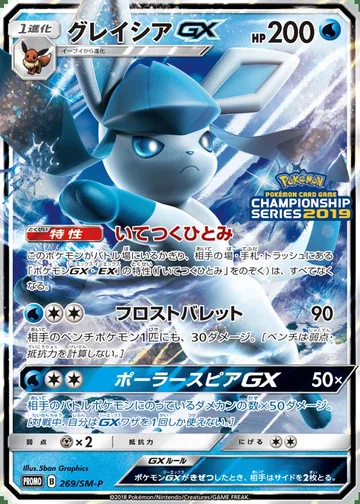 1進化
グレイシアGX
HP200
イーブイから進化
Pokémon
POKÉMON CARD GAME
CHAMPIONSHIP
SERIES2019
とくせい
特性 いてつくひとみ
このポケモンがバトル場にいるかぎり、相手の場・手札・トラッシュにある
「ポケモンGX・EX」の特性(「いてつくひとみ」をのぞく)は、すべて
なくなる。
フロストバレット 90
相手のベンチポケモン1匹にも、30ダメージ。[ベンチは弱点・
抵抗力を計算しない。]
ポーラースピアGX 50×
相手のバトルポケモンにのっているダメカンの数×50ダメージ。
[対戦中、自分はGXワザを1回しか使えない。]
弱点 ×2 抵抗力 にげる
Illus.5ban Graphics
PROMO B 269/SM-P
GXルール
ポケモンGXがきぜつしたとき、相手はサイドを2枚とる。
©2018 Pokémon/Nintendo/Creatures/GAME FREAK.